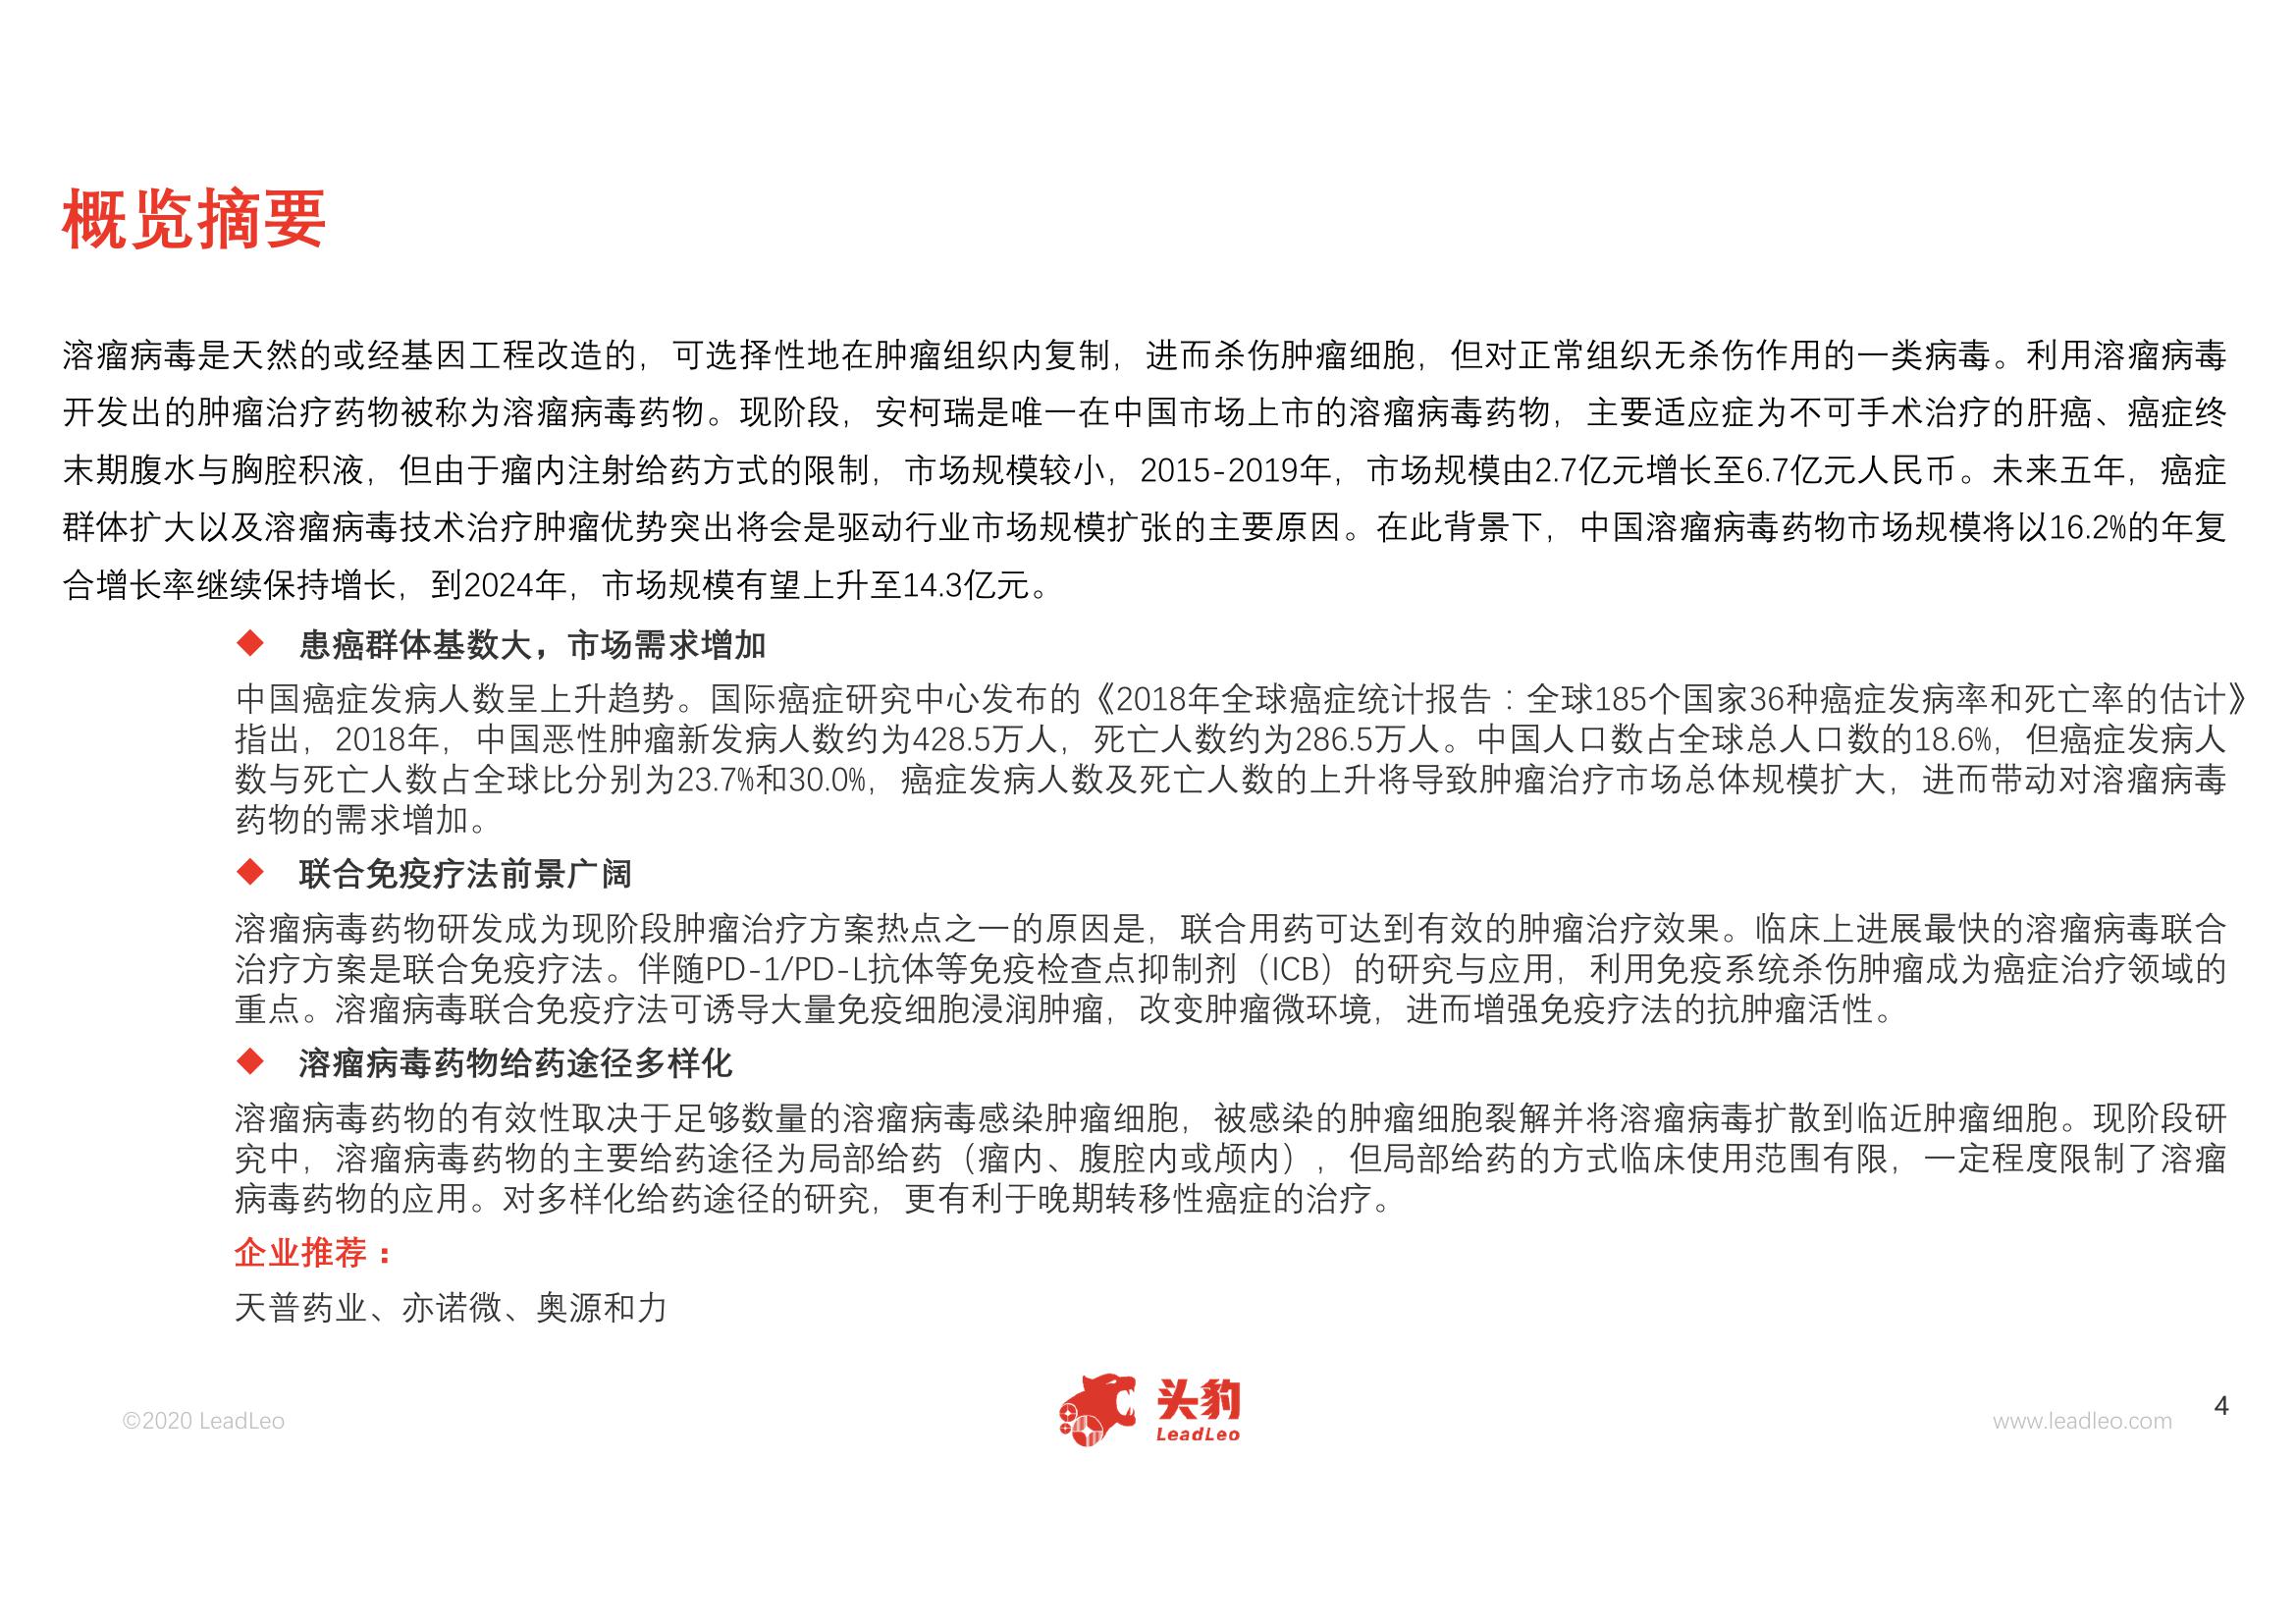 概览摘要
溶瘤病毒是天然的或经基因工程改造的，可选择性地在肿瘤组织内复制，进而杀伤肿瘤细胞，但对正常组织无杀伤作用的一类病毒。利用溶瘤病毒
开发出的肿瘤治疗药物被称为溶瘤病毒药物。现阶段，安柯瑞是唯一在中国市场上市的溶瘤病毒药物，主要适应症为不可手术治疗的肝癌、癌症终
末期腹水与胸腔积液，但由于瘤内注射给药方式的限制，市场规模较小，2015-2019年，市场规模由2.7亿元增长至6.7亿元人民币。未来五年，癌症
群体扩大以及溶瘤病毒技术治疗肿瘤优势突出将会是驱动行业市场规模扩张的主要原因。在此背景下，中国溶瘤病毒药物市场规模将以16.2%的年复
合增长率继续保持增长，到2024年，市场规模有望上升至14.3亿元。
◆ 患癌群体基数大，市场需求增加
中国癌症发病人数呈上升趋势。国际癌症研究中心发布的《2018年全球癌症统计报告：全球185个国家36种癌症发病率和死亡率的估计》
指出，2018年，中国恶性肿瘤新发病人数约为428.5万人，死亡人数约为286.5万人。中国人口数占全球总人口数的18.6%，但癌症发病人
数与死亡人数占全球比分别为23.7%和30.0%，癌症发病人数及死亡人数的上升将导致肿瘤治疗市场总体规模扩大，进而带动对溶瘤病毒
药物的需求增加。
◆ 联合免疫疗法前景广阔
溶瘤病毒药物研发成为现阶段肿瘤治疗方案热点之一的原因是，联合用药可达到有效的肿瘤治疗效果。临床上进展最快的溶瘤病毒联合
治疗方案是联合免疫疗法。伴随PD-1/PD-L抗体等免疫检查点抑制剂（ICB）的研究与应用，利用免疫系统杀伤肿瘤成为癌症治疗领域的
重点。溶瘤病毒联合免疫疗法可诱导大量免疫细胞浸润肿瘤，改变肿瘤微环境，进而增强免疫疗法的抗肿瘤活性。
◆ 溶瘤病毒药物给药途径多样化
溶瘤病毒药物的有效性取决于足够数量的溶瘤病毒感染肿瘤细胞，被感染的肿瘤细胞裂解并将溶瘤病毒扩散到临近肿瘤细胞。现阶段研
究中，溶瘤病毒药物的主要给药途径为局部给药（瘤内、腹腔内或颅内），但局部给药的方式临床使用范围有限，一定程度限制了溶瘤
病毒药物的应用。对多样化给药途径的研究，更有利于晚期转移性癌症的治疗。
企业推荐：
天普药业、亦诺微、奥源和力
©2020 LeadLeo
头豹
LeadLeo
www.leadleo.com
4